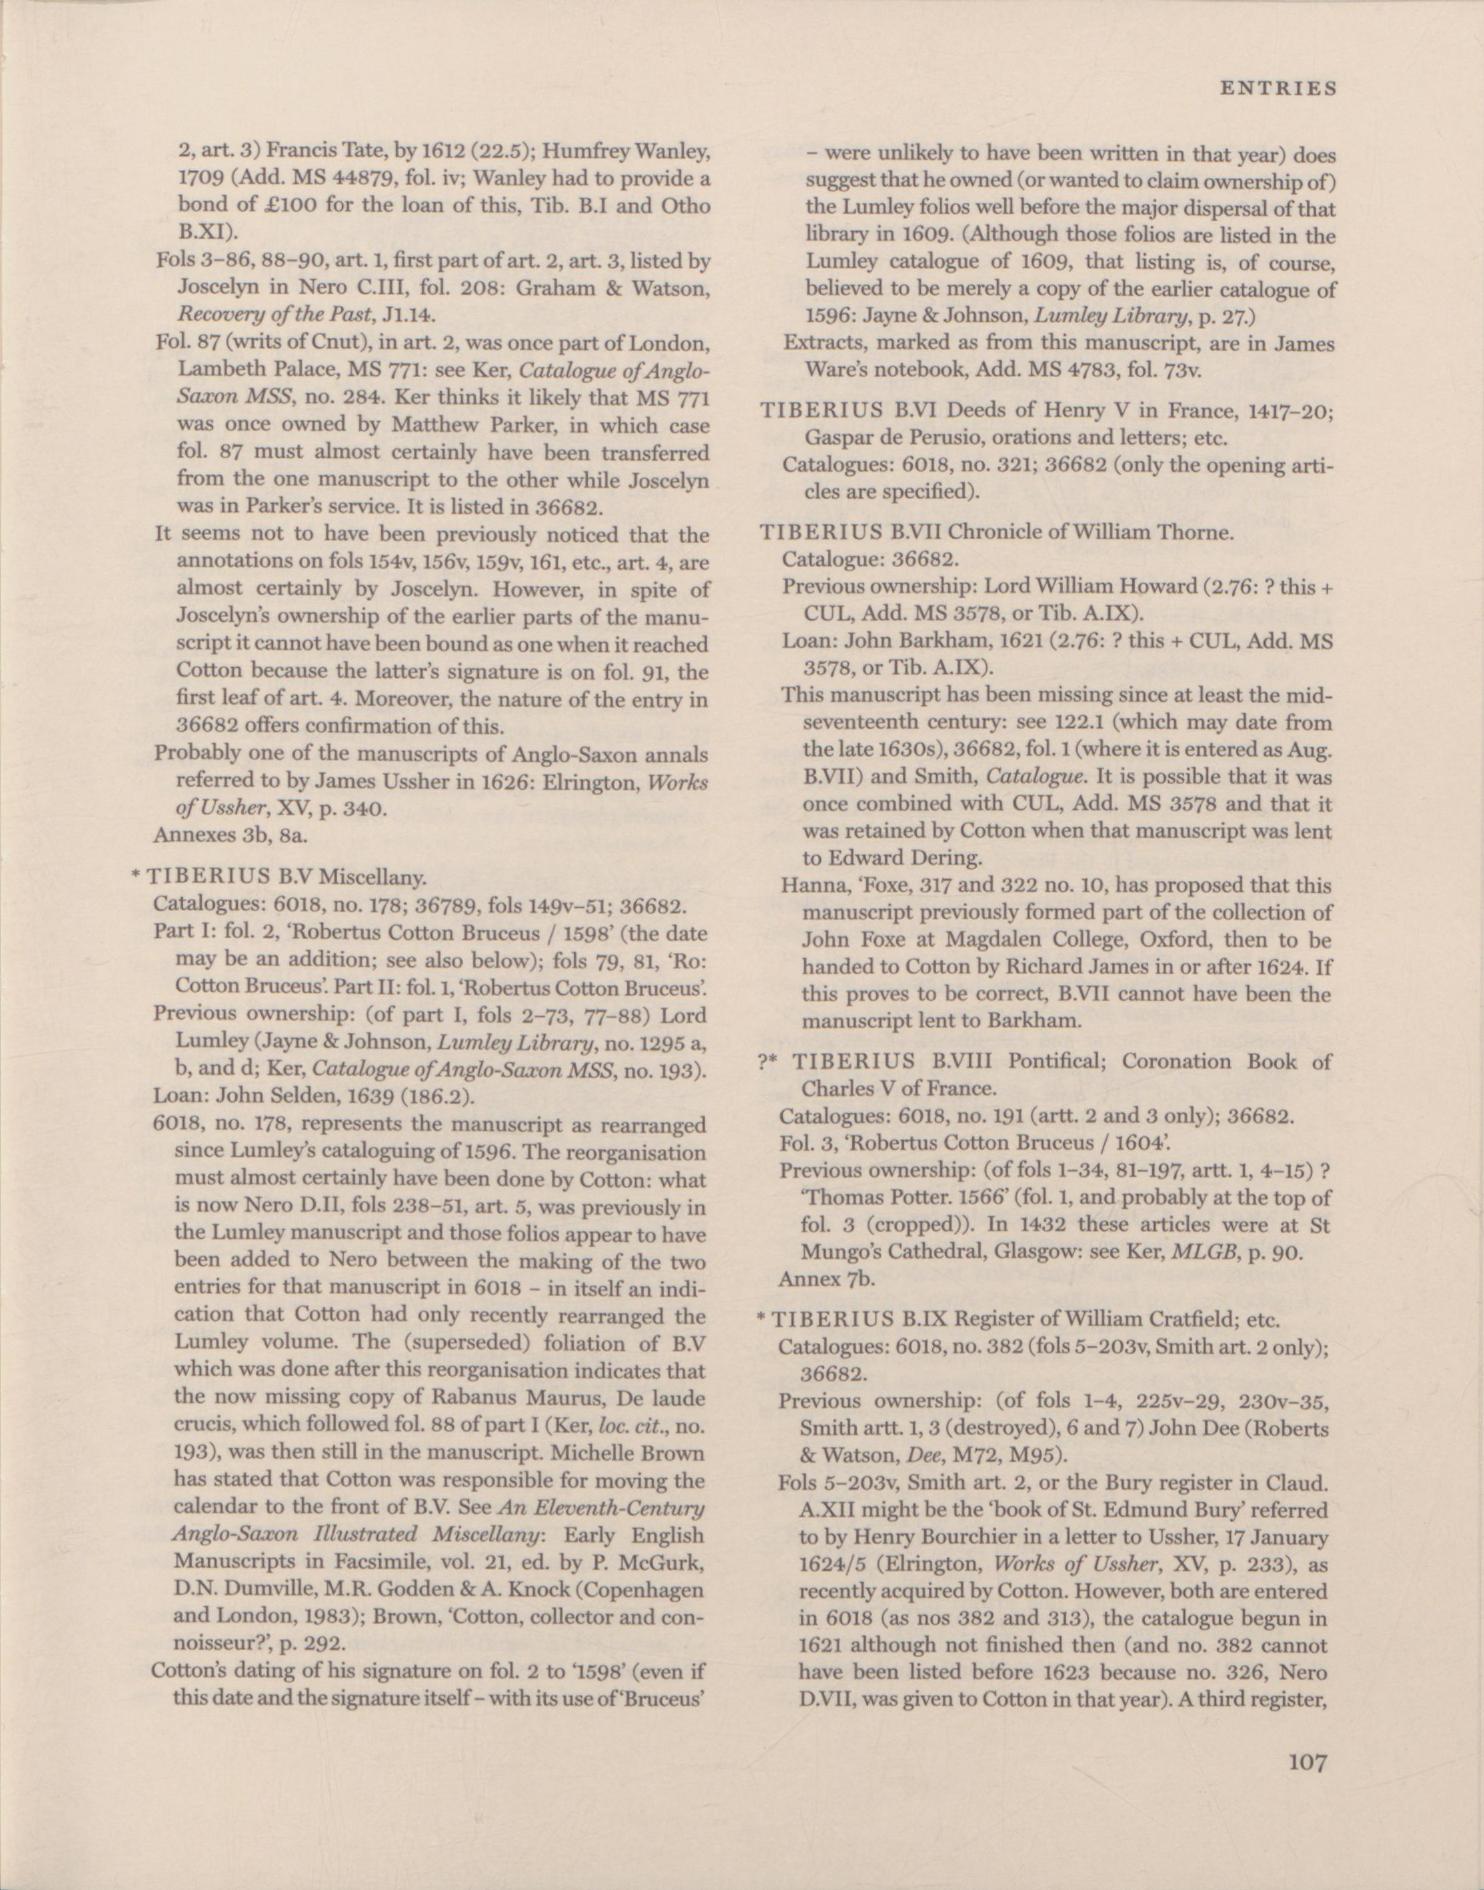 ENTRIES
2, art. 3) Francis Tate, by 1612 (22.5); Humfrey Wanley,
1709 (Add. MS 44879, fol. iv; Wanley had to provide a
bond of £100 for the loan of this, Tib. B.I and Otho
B.XI).
Fols 3–86, 88–90, art. 1, first part of art. 2, art. 3, listed by
Joscelyn in Nero C.III, fol. 208: Graham & Watson,
Recovery of the Past, J1.14.
Fol. 87 (writs of Cnut), in art. 2, was once part of London,
Lambeth Palace, MS 771: see Ker, Catalogue of Anglo-
Saxon MSS, no. 284. Ker thinks it likely that MS 771
was once owned by Matthew Parker, in which case
fol. 87 must almost certainly have been transferred
from the one manuscript to the other while Joscelyn
was in Parker's service. It is listed in 36682.
It seems not to have been previously noticed that the
annotations on fols 154v, 156v, 159v, 161, etc., art. 4, are
almost certainly by Joscelyn. However, in spite of
Joscelyn's ownership of the earlier parts of the manu-
script it cannot have been bound as one when it reached
Cotton because the latter's signature is on fol. 91, the
first leaf of art. 4. Moreover, the nature of the entry in
36682 offers confirmation of this.
Probably one of the manuscripts of Anglo-Saxon annals
referred to by James Ussher in 1626: Elrington, Works
of Ussher, XV, p. 340.
Annexes 3b, 8a.
* TIBERIUS B.V Miscellany.
Catalogues: 6018, no. 178; 36789, fols 149v–51; 36682.
Part I: fol. 2, 'Robertus Cotton Bruceus / 1598' (the date
may be an addition; see also below); fols 79, 81, 'Ro:
Cotton Bruceus'. Part II: fol. 1, 'Robertus Cotton Bruceus'.
Previous ownership: (of part I, fols 2–73, 77–88) Lord
Lumley (Jayne & Johnson, Lumley Library, no. 1295 a,
b, and d; Ker, Catalogue of Anglo-Saxon MSS, no. 193).
Loan: John Selden, 1639 (186.2).
6018, no. 178, represents the manuscript as rearranged
since Lumley's cataloguing of 1596. The reorganisation
must almost certainly have been done by Cotton: what
is now Nero D.II, fols 238–51, art. 5, was previously in
the Lumley manuscript and those folios appear to have
been added to Nero between the making of the two
entries for that manuscript in 6018 – in itself an indi-
cation that Cotton had only recently rearranged the
Lumley volume. The (superseded) foliation of B.V
which was done after this reorganisation indicates that
the now missing copy of Rabanus Maurus, De laude
crucis, which followed fol. 88 of part I (Ker, loc. cit., no.
193), was then still in the manuscript. Michelle Brown
has stated that Cotton was responsible for moving the
calendar to the front of B.V. See An Eleventh-Century
Anglo-Saxon Illustrated Miscellany: Early English
Manuscripts in Facsimile, vol. 21, ed. by P. McGurk,
D.N. Dumville, M.R. Godden & A. Knock (Copenhagen
and London, 1983); Brown, 'Cotton, collector and con-
noisseur?', p. 292.
Cotton's dating of his signature on fol. 2 to '1598' (even if
this date and the signature itself – with its use of 'Bruceus'
– were unlikely to have been written in that year) does
suggest that he owned (or wanted to claim ownership of)
the Lumley folios well before the major dispersal of that
library in 1609. (Although those folios are listed in the
Lumley catalogue of 1609, that listing is, of course,
believed to be merely a copy of the earlier catalogue of
1596: Jayne & Johnson, Lumley Library, p. 27.)
Extracts, marked as from this manuscript, are in James
Ware's notebook, Add. MS 4783, fol. 73v.
TIBERIUS B.VI Deeds of Henry V in France, 1417–20;
Gaspar de Perusio, orations and letters; etc.
Catalogues: 6018, no. 321; 36682 (only the opening arti-
cles are specified).
TIBERIUS B.VII Chronicle of William Thorne.
Catalogue: 36682.
Previous ownership: Lord William Howard (2.76: ? this +
CUL, Add. MS 3578, or Tib. A.IX).
Loan: John Barkham, 1621 (2.76: ? this + CUL, Add. MS
3578, or Tib. A.IX).
This manuscript has been missing since at least the mid-
seventeenth century: see 122.1 (which may date from
the late 1630s), 36682, fol. 1 (where it is entered as Aug.
B.VII) and Smith, Catalogue. It is possible that it was
once combined with CUL, Add. MS 3578 and that it
was retained by Cotton when that manuscript was lent
to Edward Dering.
Hanna, 'Foxe, 317 and 322 no. 10, has proposed that this
manuscript previously formed part of the collection of
John Foxe at Magdalen College, Oxford, then to be
handed to Cotton by Richard James in or after 1624. If
this proves to be correct, B.VII cannot have been the
manuscript lent to Barkham.
?* TIBERIUS B.VIII Pontifical; Coronation Book of
Charles V of France.
Catalogues: 6018, no. 191 (artt. 2 and 3 only); 36682.
Fol. 3, 'Robertus Cotton Bruceus / 1604'.
Previous ownership: (of fols 1–34, 81–197, artt. 1, 4–15) ?
'Thomas Potter. 1566' (fol. 1, and probably at the top of
fol. 3 (cropped)). In 1432 these articles were at St
Mungo's Cathedral, Glasgow: see Ker, MLGB, p. 90.
Annex 7b.
* TIBERIUS B.IX Register of William Cratfield; etc.
Catalogues: 6018, no. 382 (fols 5–203v, Smith art. 2 only);
36682.
Previous ownership: (of fols 1–4, 225v–29, 230v–35,
Smith artt. 1, 3 (destroyed), 6 and 7) John Dee (Roberts
& Watson, Dee, M72, M95).
Fols 5–203v, Smith art. 2, or the Bury register in Claud.
A.XII might be the 'book of St. Edmund Bury' referred
to by Henry Bourchier in a letter to Ussher, 17 January
1624/5 (Elrington, Works of Ussher, XV, p. 233), as
recently acquired by Cotton. However, both are entered
in 6018 (as nos 382 and 313), the catalogue begun in
1621 although not finished then (and no. 382 cannot
have been listed before 1623 because no. 326, Nero
D.VII, was given to Cotton in that year). A third register,
107